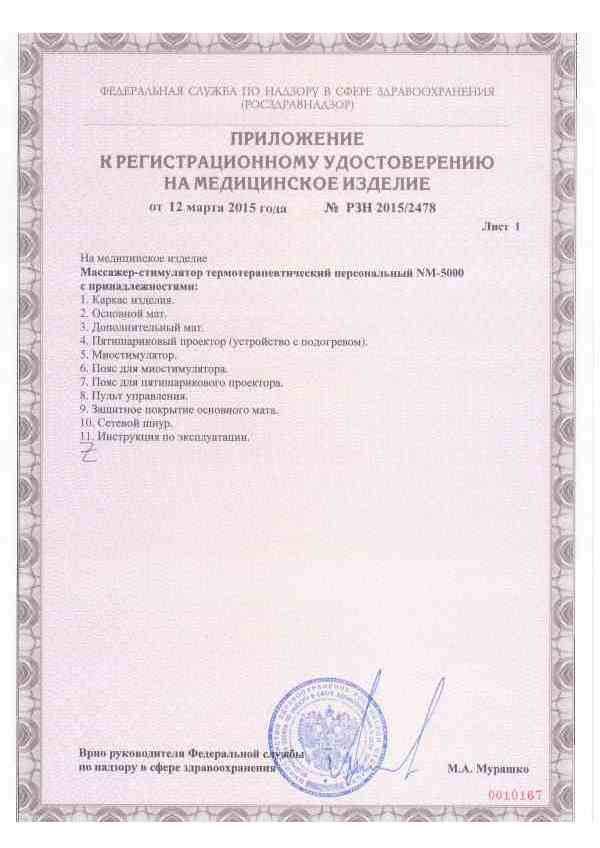 ФЕДЕРАЛЬНАЯ СЛУЖБА ПО НАДЗОРУ В СФЕРЕ ЗДРАВООХРАНЕНИЯ
(РОСЗДРАВНАДЗОР)
ПРИЛОЖЕНИЕ
К РЕГИСТРАЦИОННОМУ УДОСТОВЕРЕНИЮ
НА МЕДИЦИНСКОЕ ИЗДЕЛИЕ
от 12 марта 2015 года № РЗН 2015/2478
Лист 1
На медицинское изделие
Массажер-стимулятор термотерапевтический персональный NM-5000
с принадлежностями:
1. Каркас изделия.
2. Основной мат.
3. Дополнительный мат.
4. Пятишариковый проектор (устройство с подогревом).
5. Миостимулятор.
6. Пояс для миостимулятора.
7. Пояс для пятишарикового проектора.
8. Пульт управления.
9. Защитное покрытие основного мата.
10. Сетевой шнур.
11. Инструкция по эксплуатации.
Врио руководителя Федеральной службы
по надзору в сфере здравоохранения
М.А. Мурашко
0010167